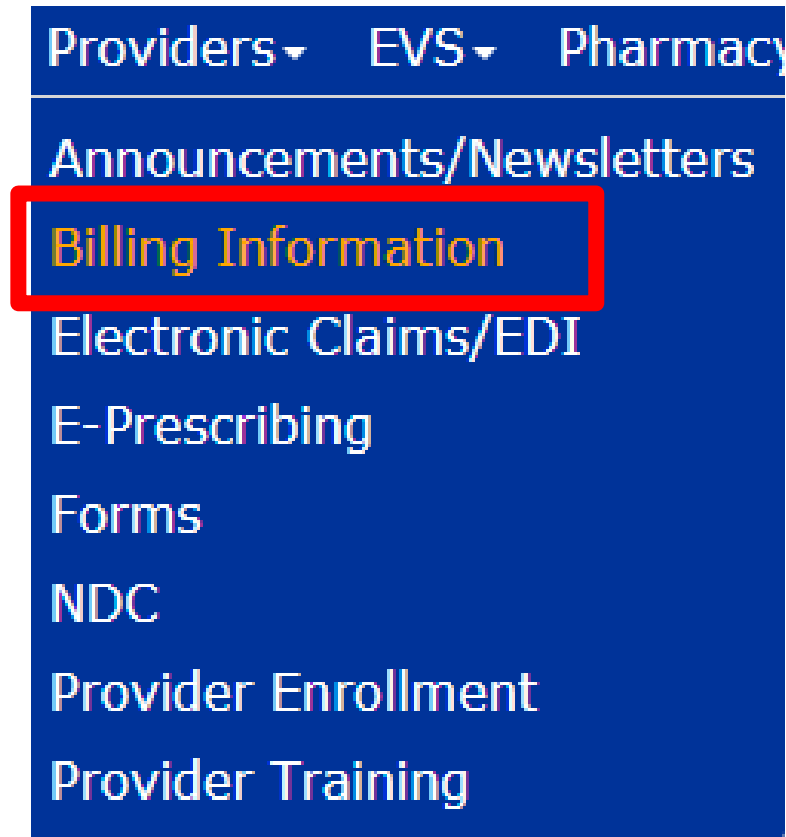 Providers EVS Pharmacy
Announcements/Newsletters
Billing Information
Electronic Claims/EDI
E-Prescribing
Forms
NDC
Provider Enrollment
Provider Training